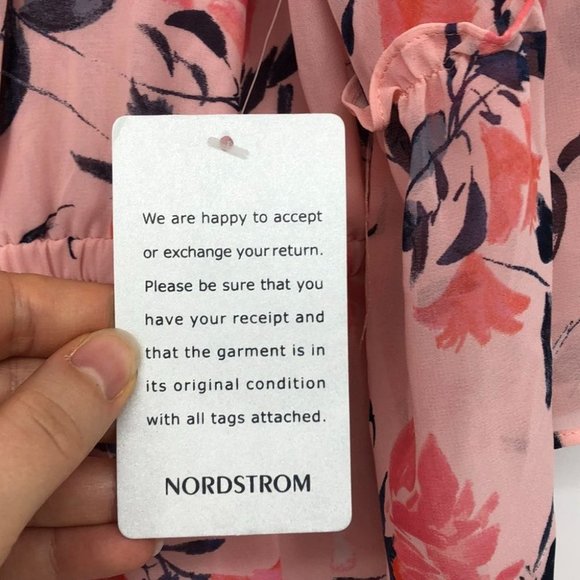 We are happy to accept
or exchange your return.
Please be sure that you
have your receipt and
that the garment is in
its original condition
with all tags attached.
NORDSTROM